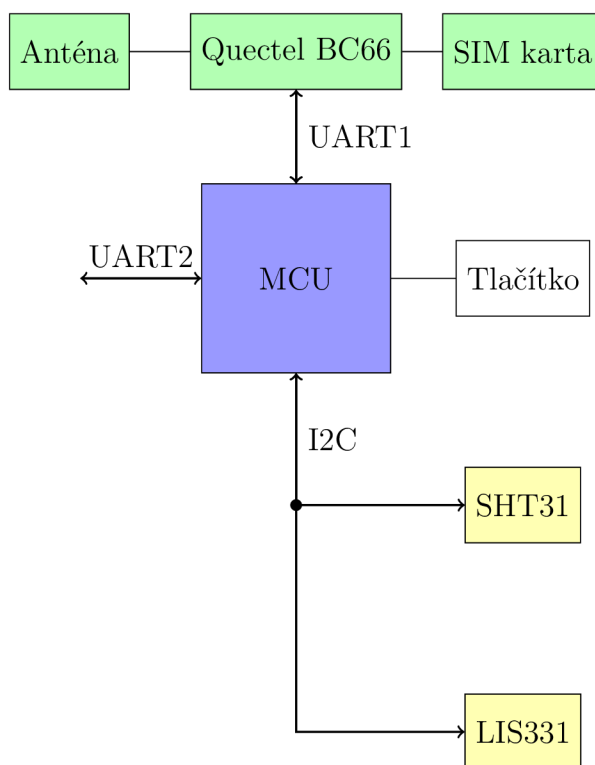 Anténa
Quectel BC66
SIM karta
UART1
UART2
MCU
Tlačítko
I2C
SHT31
LIS331